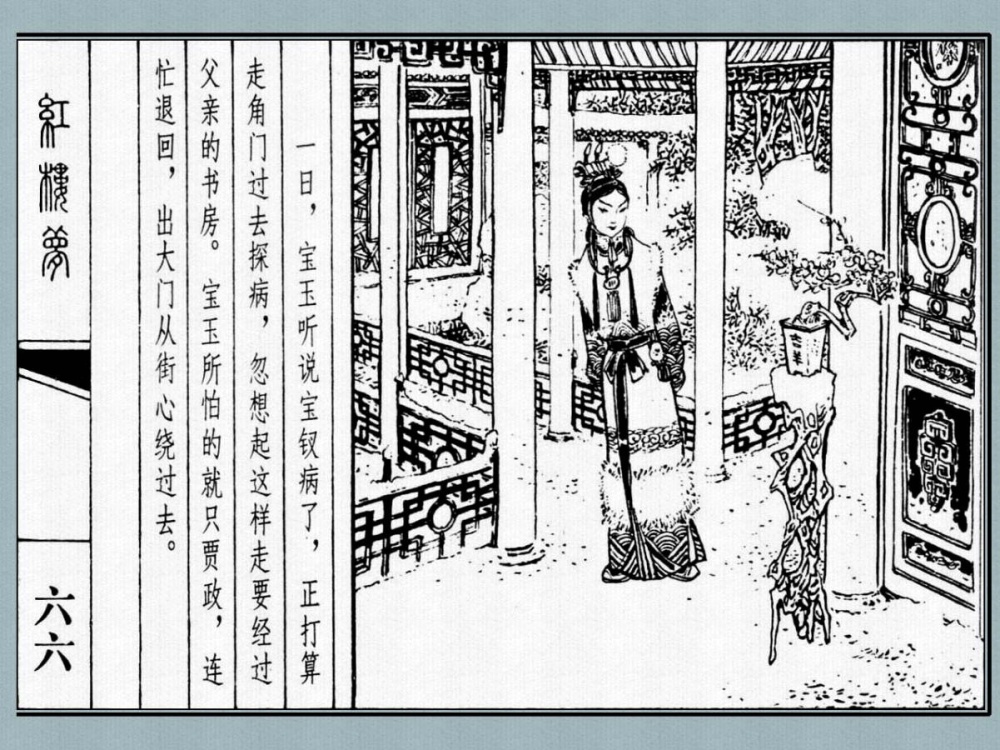 一日，宝玉听说宝钗病了，正打算
走角门过去探病，忽想起这样走要经过
父亲的书房。宝玉所怕的就只贾政，连
忙退回，出大门从街心绕过去。
紅樓夢
六六